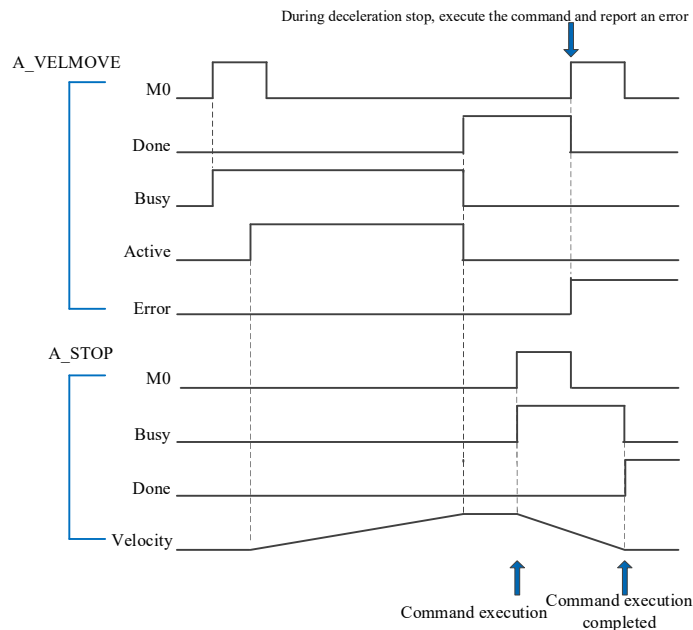 During deceleration stop, execute the command and report an error
A_VELMOVE
M0
Done
Busy
Active
Error
A_STOP
M0
Busy
Done
Velocity
Command execution
Command execution
completed